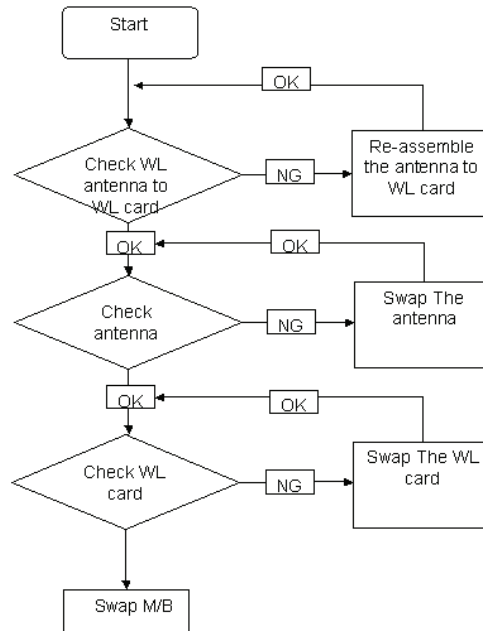 Start
OK
Check WL
antenna to
WL card
NG
Re-assemble
the antenna to
WL card
OK
OK
Check
antenna
NG
Swap The
antenna
OK
OK
Check WL
card
NG
Swap The WL
card
Swap M/B